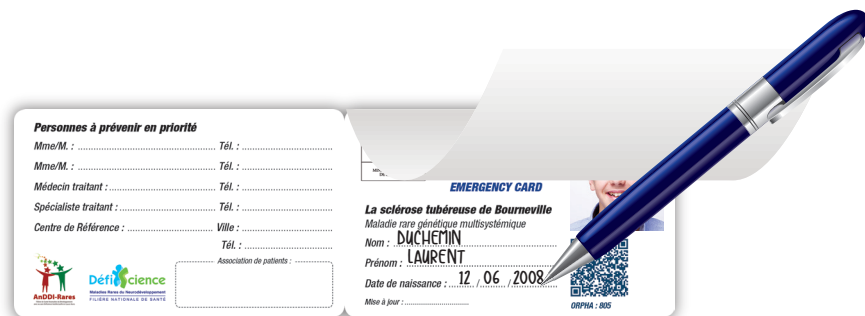 Personnes à prévenir en priorité
Mme/M. : ........ Tél. : ........
Mme/M. : ........ Tél. : ........
Médecin traitant : ........ Tél. : ........
Spécialiste traitant : ........ Tél. : ........
Centre de Référence : ........ Ville : ........
Tél. : ........
Association de patients :
AnDDI-Rares
DéfiScience
Maladies Rares du Neurodéveloppement
FILIÈRE NATIONALE DE SANTÉ
EMERGENCY CARD
La sclérose tubéreuse de Bourneville
Maladie rare génétique multisystémique
Nom : DUCHEMIN
Prénom : LAURENT
Date de naissance : 12 / 06 / 2008
Mise à jour : ........
ORPHA : 805